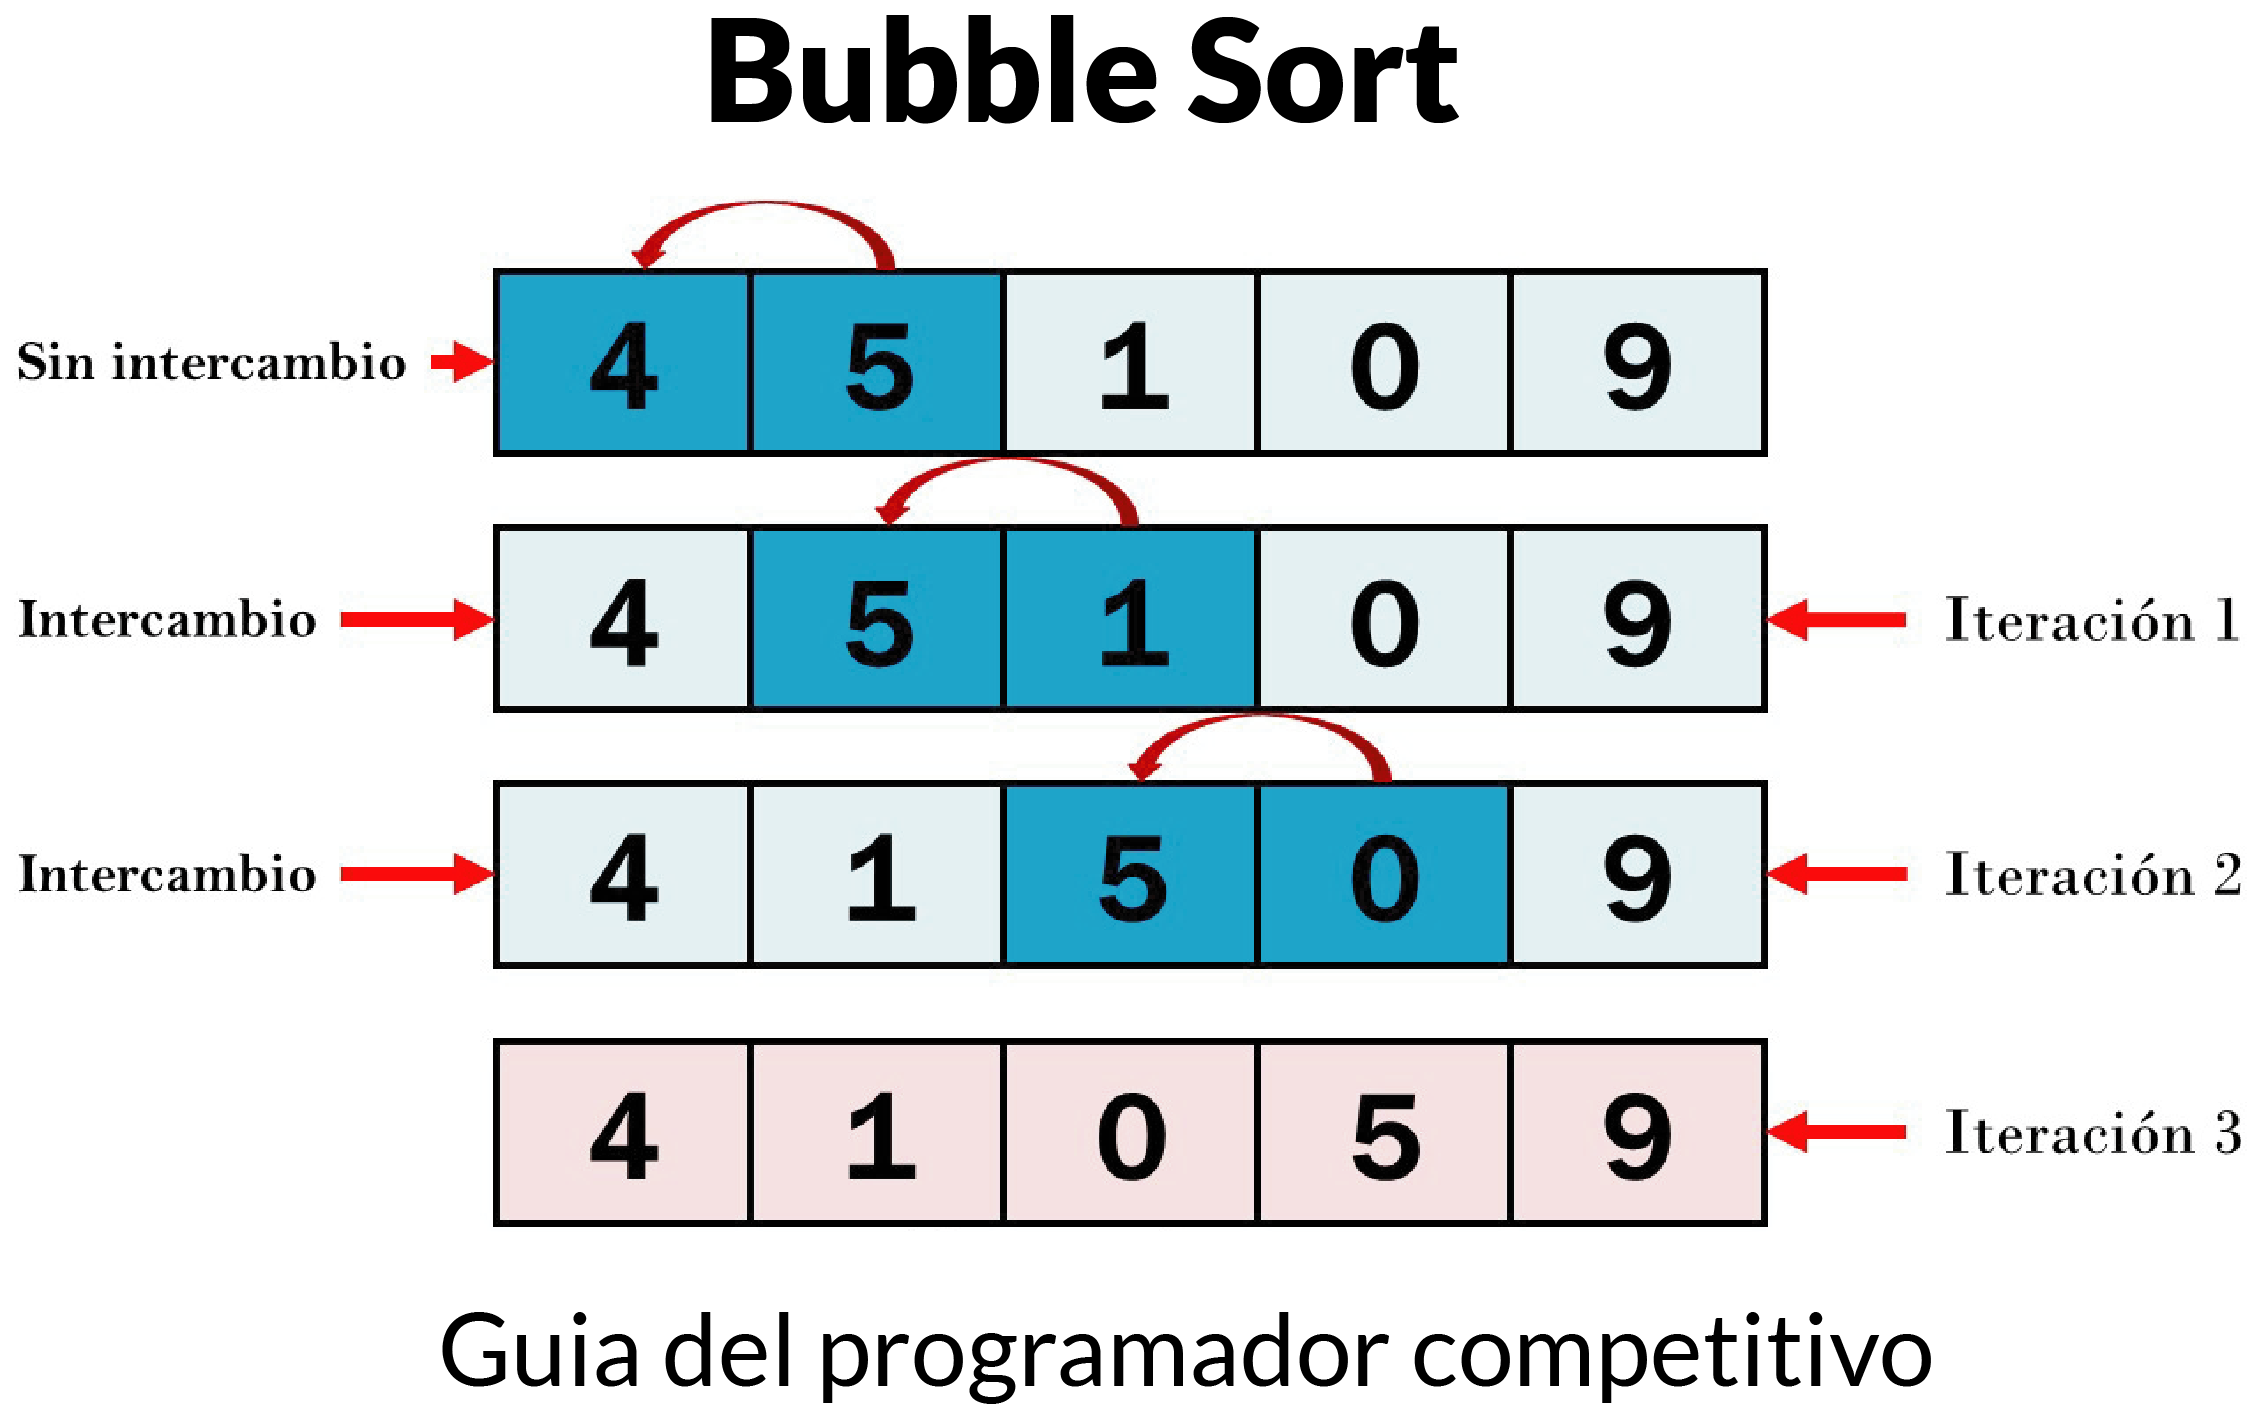 Bubble Sort
Sin intercambio 4 5 1 0 9
Intercambio 4 5 1 0 9 Iteración 1
Intercambio 4 1 5 0 9 Iteración 2
4 1 0 5 9 Iteración 3
Guia del programador competitivo